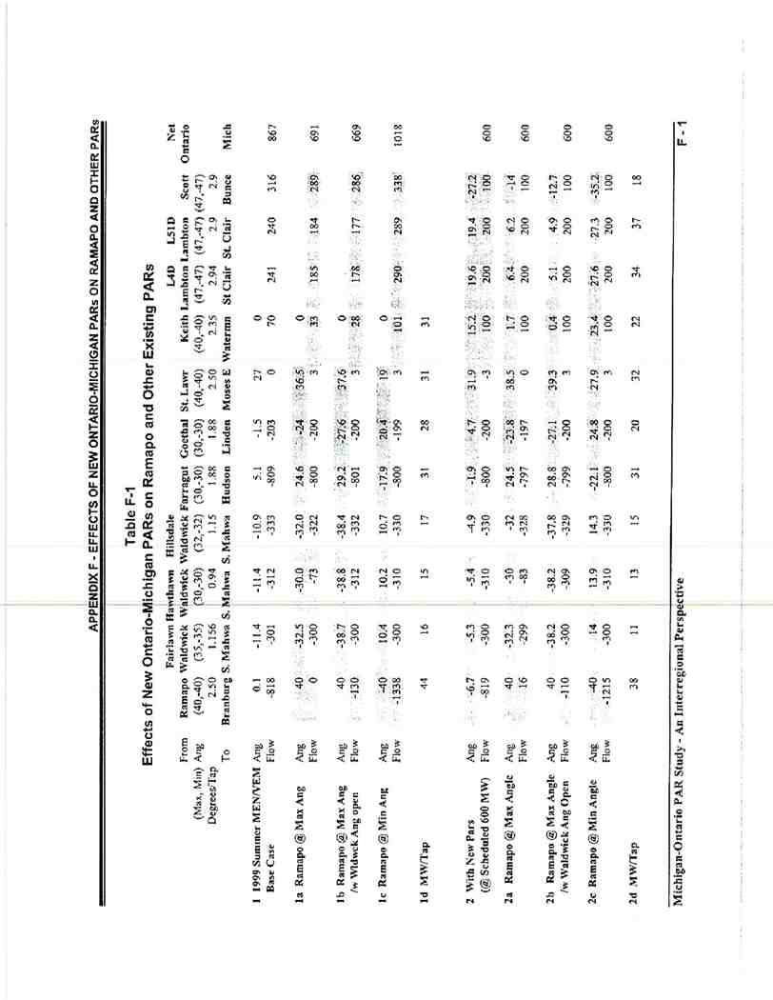 APPENDIX F - EFFECTS OF NEW ONTARIO-MICHIGAN PARs ON RAMAPO AND OTHER PARs
Table F-1
Effects of New Ontario-Michigan PARs on Ramapo and Other Existing PARs
Fairlawn Hawthawn Hillsdale L4D L51D Net
From Ramapo Waldwick Waldwick Waldwick Farragut Goethal St. Lawr Keith Lambton Lambton Scott Ontario
(Max, Min) Ang (40,-40) (35,-35) (30,-30) (32,-32) (30,-30) (30,-30) (40,-40) (40,-40) (47,-47) (47,-47) (47,-47)
Degrees/Tap 2.50 1.156 0.94 1.15 1.88 1.88 2.50 2.35 2.94 2.9 2.9
To Branburg S. Mahwa S. Mahwa S. Mahwa Hudson Linden Moses E Watermn St Clair St. Clair Bunce Mich
1 1999 Summer MEN/VEM Ang 0.1 -11.4 -11.4 -10.9 5.1 -1.5 27 0
Base Case Flow -818 -301 -312 -333 -809 -203 0 70 241 240 316 867
1a Ramapo @ Max Ang Ang 40 -32.5 -30.0 -32.0 24.6 -24 36.5 0
Flow 0 -300 -73 -322 -800 -200 3 33 185 184 289 691
1b Ramapo @ Max Ang Ang 40 -38.7 -38.8 -38.4 29.2 -27.6 37.6 0
/w Wldwck Ang open Flow -130 -300 -312 -332 -801 -200 3 28 178 177 286 669
1c Ramapo @ Min Ang Ang -40 10.4 10.2 10.7 -17.9 20.4 19 0
Flow -1338 -300 -310 -330 -800 -199 3 101 290 289 338 1018
1d MW/Tap 44 16 15 17 31 28 31 31
2 With New Pars Ang -6.7 -5.3 -5.4 -4.9 -1.9 4.7 31.9 15.2 19.6 19.4 -27.2
(@ Scheduled 600 MW) Flow -819 -300 -310 -330 -800 -200 -3 100 200 200 100 600
2a Ramapo @ Max Angle Ang 40 -32.3 -30 -32 24.5 -23.8 38.5 1.7 6.4 6.2 -14
Flow 16 -299 -83 -328 -797 -197 0 100 200 200 100 600
2b Ramapo @ Max Angle Ang 40 -38.2 -38.2 -37.8 28.8 -27.1 39.3 0.4 5.1 4.9 -12.7
/w Waldwick Ang Open Flow -110 -300 -309 -329 -799 -200 3 100 200 200 100 600
2c Ramapo @ Min Angle Ang -40 14 13.9 14.3 -22.1 24.8 27.9 23.4 27.6 27.3 -35.2
Flow -1215 -300 -310 -330 -800 -200 3 100 200 200 100 600
2d MW/Tap 38 11 13 15 31 20 32 22 34 37 18
Michigan-Ontario PAR Study - An Interregional Perspective F - 1